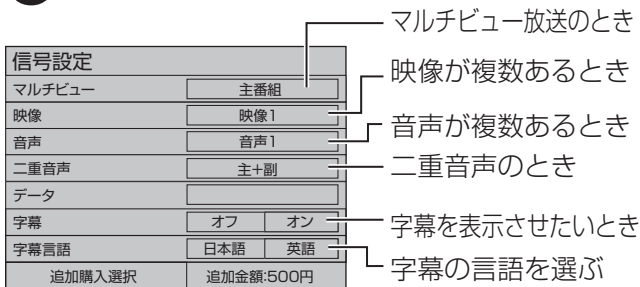 マルチビュー放送のとき
信号設定
マルチビュー 主番組
映像が複数あるとき
映像 映像1
音声 音声1
音声が複数あるとき
二重音声 主+副
二重音声のとき
データ
字幕 オフ オン
字幕を表示させたいとき
字幕言語 日本語 英語
字幕の言語を選ぶ
追加購入選択 追加金額:500円